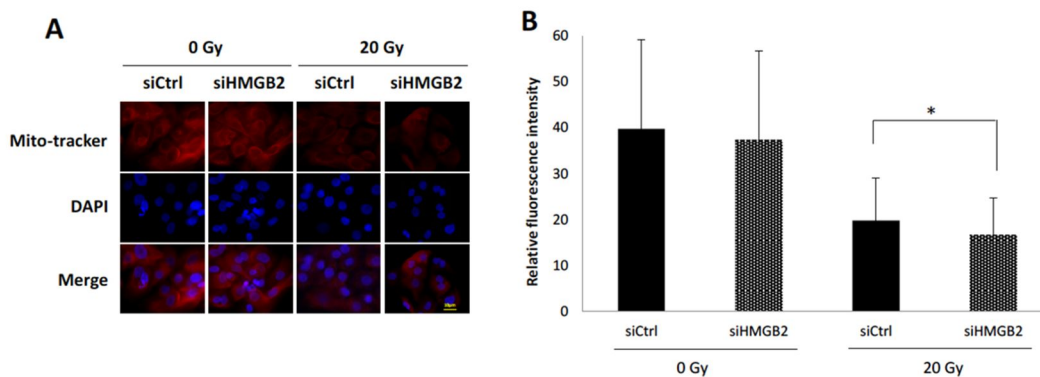 A
0 Gy 20 Gy
siCtrl siHMGB2 siCtrl siHMGB2
Mito-tracker
DAPI
Merge
B
Relative fluorescence intensity
60
50
40
30
20
10
0
*
siCtrl siHMGB2 siCtrl siHMGB2
0 Gy 20 Gy